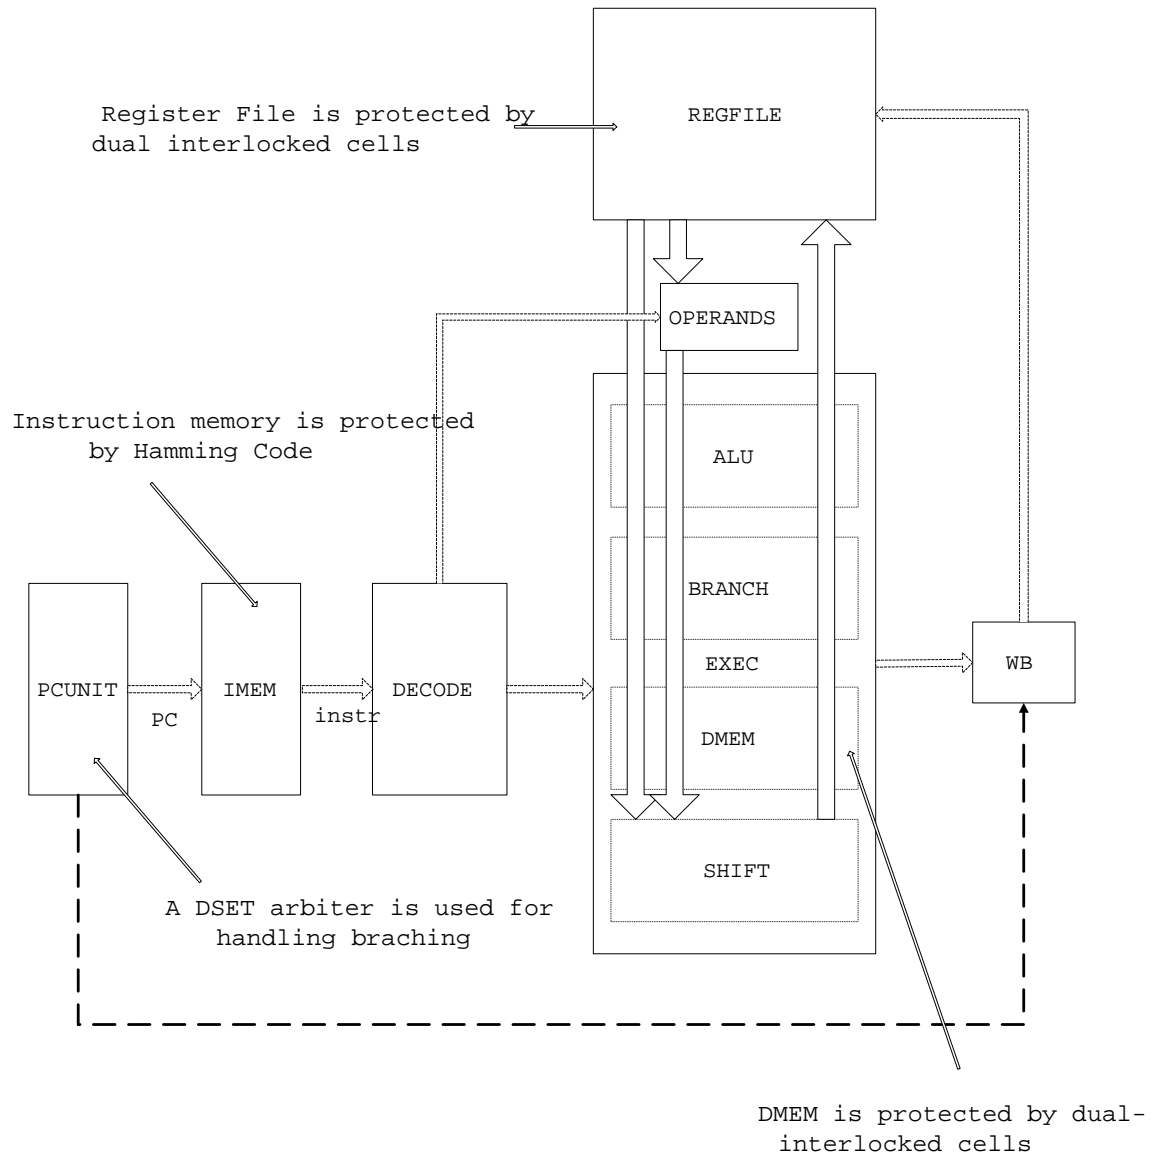 REGFILE
Register File is protected by
dual interlocked cells
OPERANDS
Instruction memory is protected
by Hamming Code
ALU
BRANCH
EXEC
WB
PCUNIT
IMEM
DECODE
PC
instr
DMEM
SHIFT
A DSET arbiter is used for
handling braching
DMEM is protected by dual-
interlocked cells